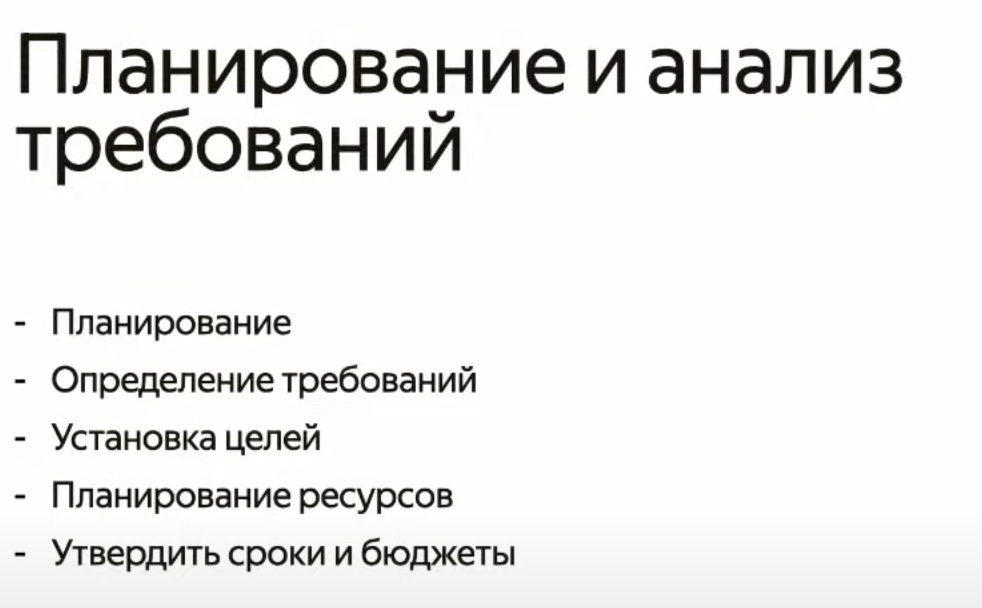 Планирование и анализ
требований
- Планирование
- Определение требований
- Установка целей
- Планирование ресурсов
- Утвердить сроки и бюджеты